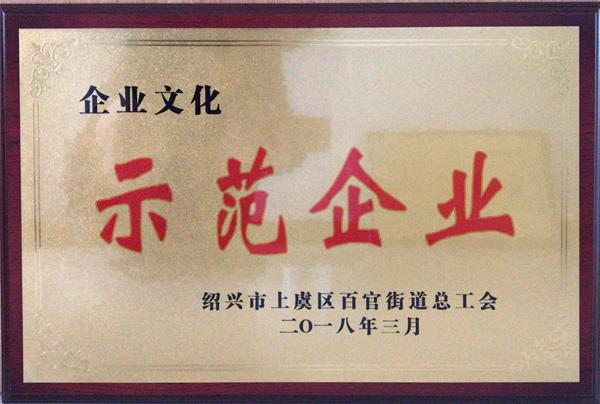 企业文化
示范企业
绍兴市上虞区百官街道总工会
二O一八年三月